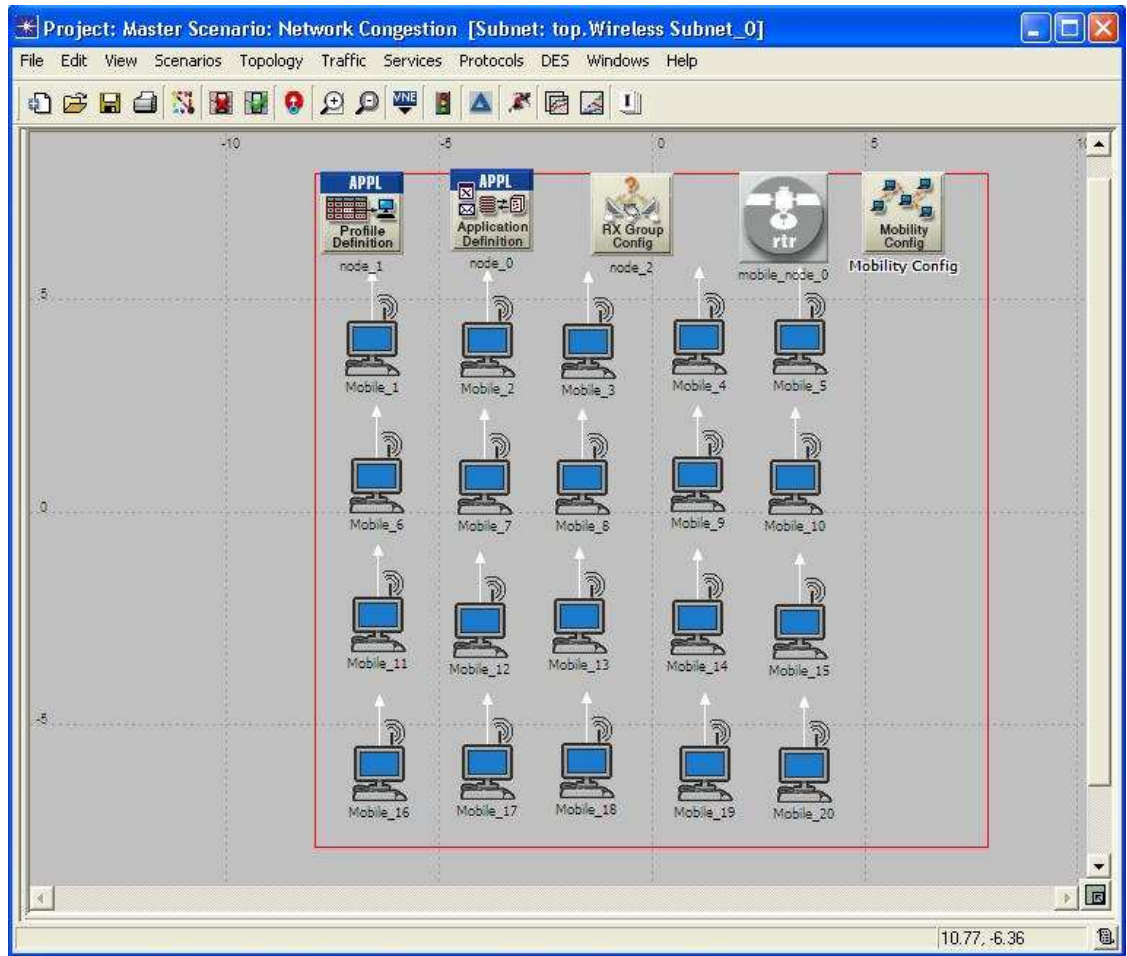 Project: Master Scenario: Network Congestion [Subnet: top.Wireless Subnet_0]
File Edit View Scenarios Topology Traffic Services Protocols DES Windows Help
VNE
-10 -5 0 5 10
APPL
Profiile
Definition
node_1
APPL
Application
Definition
node_0
RX Group
Config
node_2
rtr
mobile_node_0
Mobility
Config
Mobility Config
5
Mobile_1 Mobile_2 Mobile_3 Mobile_4 Mobile_5
0
Mobile_6 Mobile_7 Mobile_8 Mobile_9 Mobile_10
Mobile_11 Mobile_12 Mobile_13 Mobile_14 Mobile_15
-5
Mobile_16 Mobile_17 Mobile_18 Mobile_19 Mobile_20
10.77, -6.36